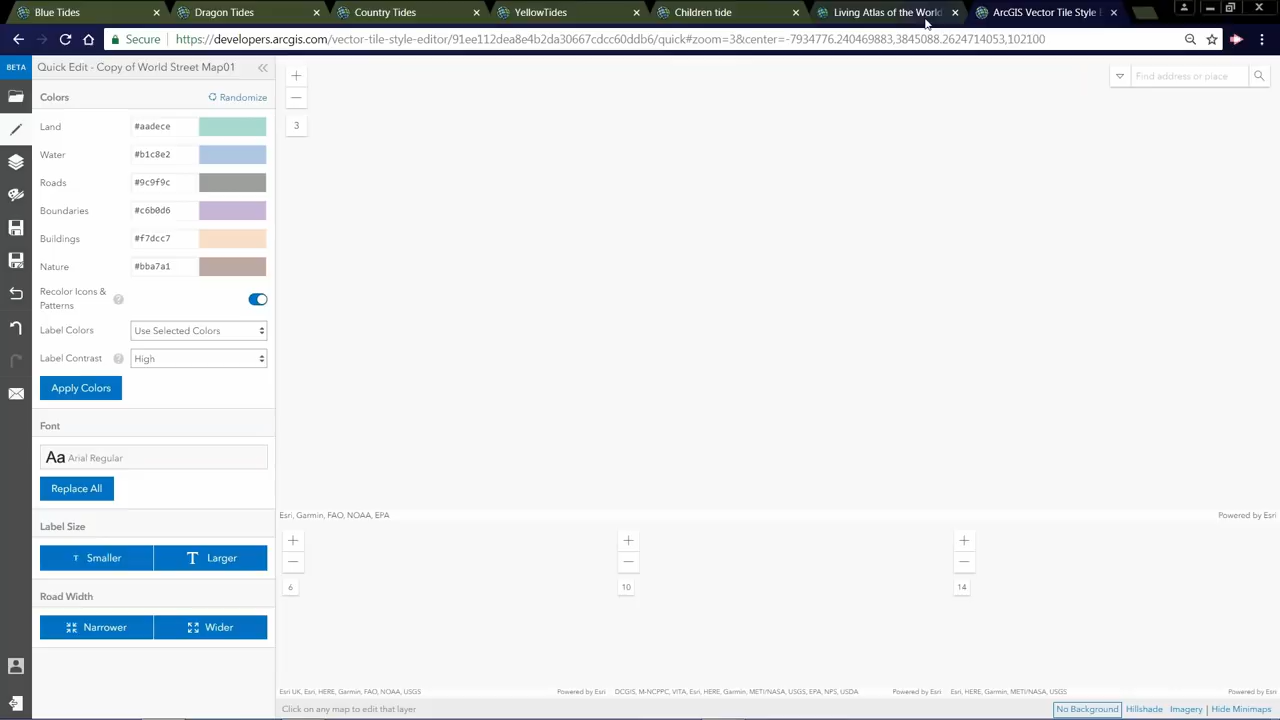 Blue Tides
Dragon Tides
Country Tides
YellowTides
Children tide
Living Atlas of the World
ArcGIS Vector Tile Style E
Secure
https://developers.arcgis.com/vector-tile-style-editor/91ee112dea8e4b2da30667cdcc60ddb6/quick#zoom=3&center=-7934776.240469883,3845088.2624714053,102100
BETA
Quick Edit - Copy of World Street Map01
Find address or place
Colors
Randomize
3
Land
#aadece
Water
#b1c8e2
Roads
#9c9f9c
Boundaries
#c6b0d6
Buildings
#f7dcc7
Nature
#bba7a1
Recolor Icons &
Patterns
?
Label Colors
Use Selected Colors
Label Contrast
?
High
Apply Colors
Font
Aa Arial Regular
Replace All
Esri, Garmin, FAO, NOAA, EPA
Powered by Esri
Label Size
T Smaller
T Larger
6
10
14
Road Width
Narrower
Wider
Esri UK, Esri, HERE, Garmin, FAO, NOAA, USGS
Powered by Esri
DCGIS, M-NCPPC, VITA, Esri, HERE, Garmin, METI/NASA, USGS, EPA, NPS, USDA
Powered by Esri
Esri, HERE, Garmin, METI/NASA, USGS
Powered by Esri
Click on any map to edit that layer
No Background
Hillshade
Imagery
Hide Minimaps